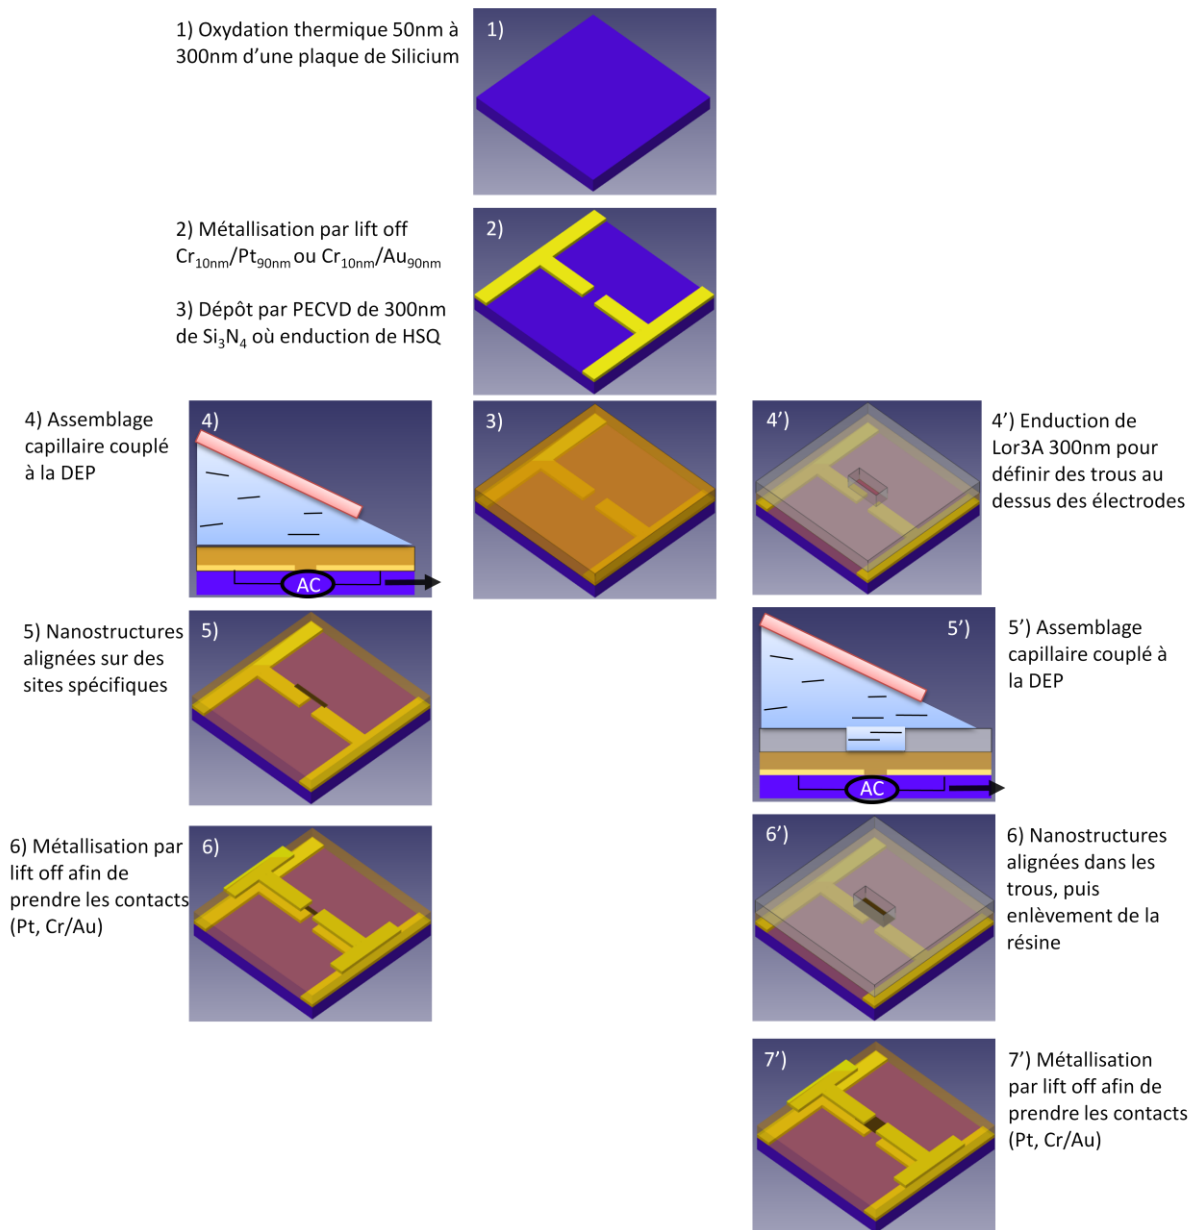 1) Oxydation thermique 50nm à
300nm d’une plaque de Silicium
1)
2) Métallisation par lift off
Cr10nm/Pt90nm ou Cr10nm/Au90nm
2)
3) Dépôt par PECVD de 300nm
de Si3N4 où enduction de HSQ
3)
4) Assemblage
capillaire couplé
à la DEP
4)
AC
4’)
4’) Enduction de
Lor3A 300nm pour
définir des trous au
dessus des électrodes
5) Nanostructures
alignées sur des
sites spécifiques
5)
5’)
AC
5’) Assemblage
capillaire couplé à
la DEP
6) Métallisation par
lift off afin de
prendre les contacts
(Pt, Cr/Au)
6)
6’)
6) Nanostructures
alignées dans les
trous, puis
enlèvement de la
résine
7’)
7’) Métallisation
par lift off afin de
prendre les contacts
(Pt, Cr/Au)